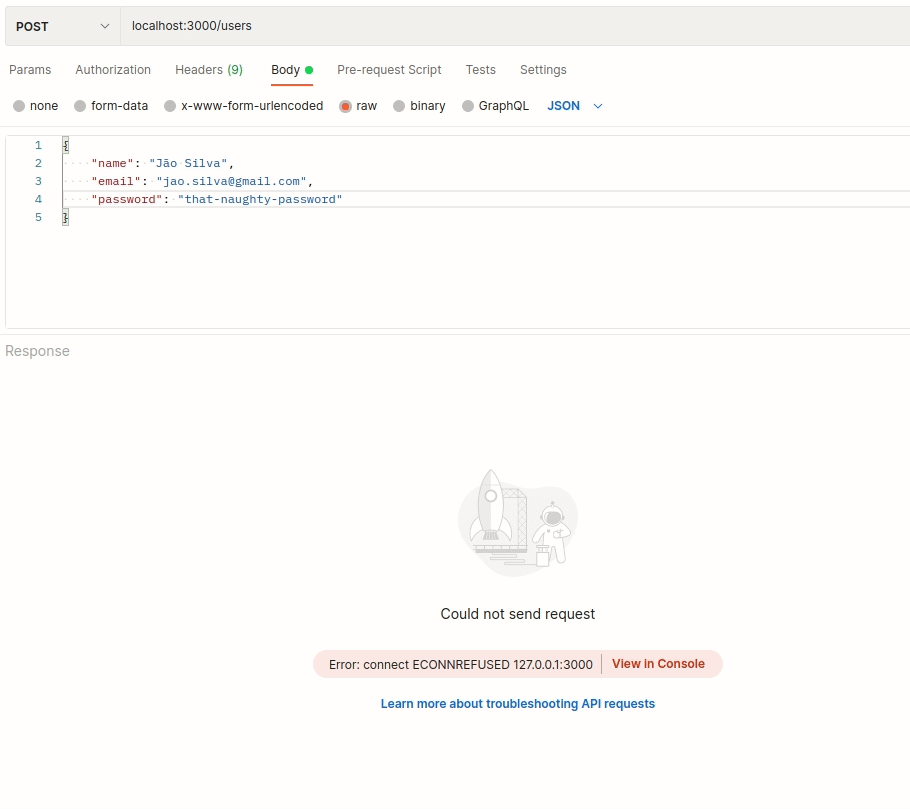 POST localhost:3000/users
Params Authorization Headers (9) Body Pre-request Script Tests Settings
none form-data x-www-form-urlencoded raw binary GraphQL JSON
1 {
2 "name": "Jão Silva",
3 "email": "jao.silva@gmail.com",
4 "password": "that-naughty-password"
5 }
Response
Could not send request
Error: connect ECONNREFUSED 127.0.0.1:3000 View in Console
Learn more about troubleshooting API requests